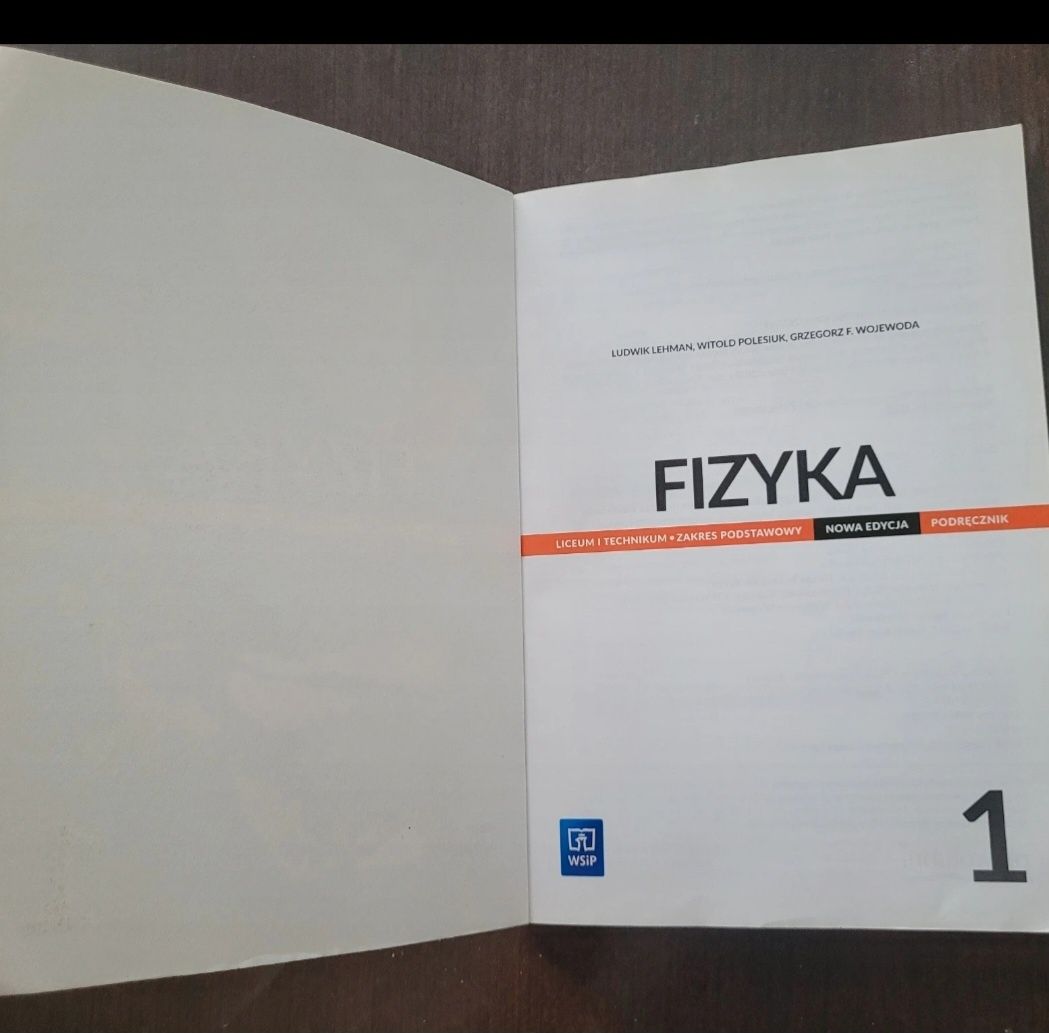 LUDWIK LEHMAN, WITOLD POLESIUK, GRZEGORZ F. WOJEWODA
FIZYKA
LICEUM I TECHNIKUM • ZAKRES PODSTAWOWY NOWA EDYCJA PODRĘCZNIK
WSiP
1